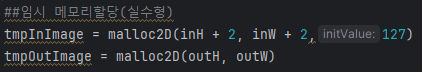 ##임시 메모리할당(실수형)
tmpInImage = malloc2D(inH + 2, inW + 2, initValue: 127)
tmpOutImage = malloc2D(outH, outW)